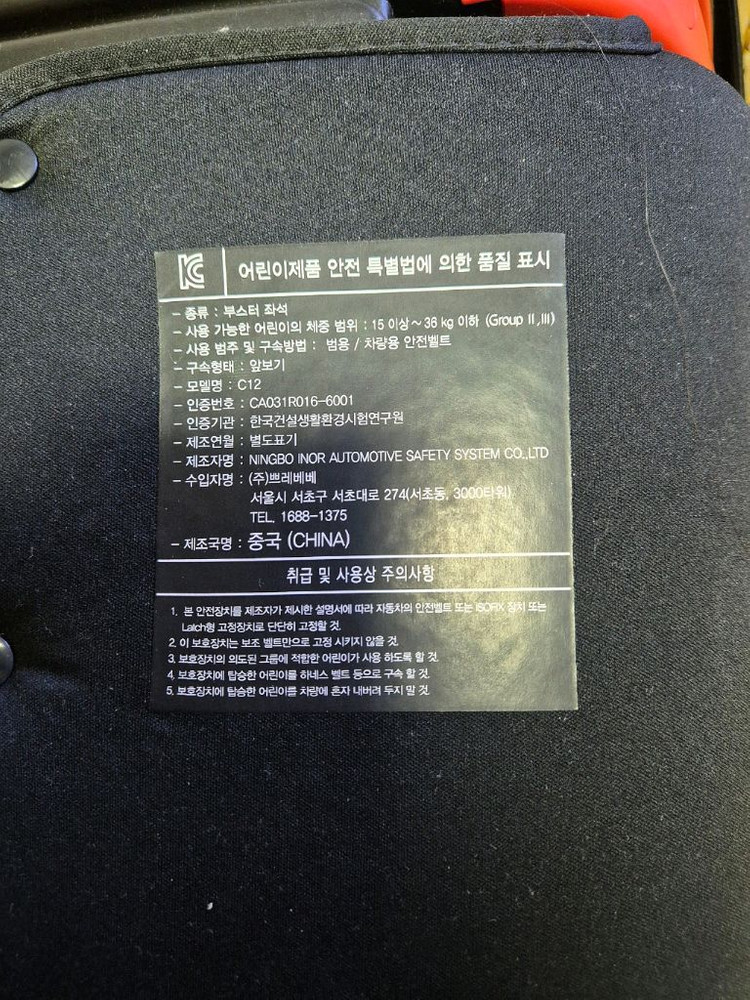 KC 어린이제품 안전 특별법에 의한 품질 표시
- 종류 : 부스터 좌석
- 사용 가능한 어린이의 체중 범위 : 15 이상 ~ 36 kg 이하 (Group II,III)
- 사용 범주 및 구속방법 : 범용 / 차량용 안전벨트
- 구속형태 : 앞보기
- 모델명 : C12
- 인증번호 : CA031R016-6001
- 인증기관 : 한국건설생활환경시험연구원
- 제조연월 : 별도표기
- 제조자명 : NINGBO INOR AUTOMOTIVE SAFETY SYSTEM CO.,LTD
- 수입자명 : (주)쁘레베베
서울시 서초구 서초대로 274(서초동, 3000타워)
TEL. 1688-1375
- 제조국명 : 중국 (CHINA)
취급 및 사용상 주의사항
1. 본 안전장치를 제조자가 제시한 설명서에 따라 자동차의 안전벨트 또는 ISOFIX 장치 또는
Latch형 고정장치로 단단히 고정할 것.
2. 이 보호장치는 보조 벨트만으로 고정 시키지 않을 것.
3. 보호장치의 의도된 그룹에 적합한 어린이가 사용 하도록 할 것.
4. 보호장치에 탑승한 어린이를 하네스 벨트 등으로 구속 할 것.
5. 보호장치에 탑승한 어린이를 차량에 혼자 내버려 두지 말 것.